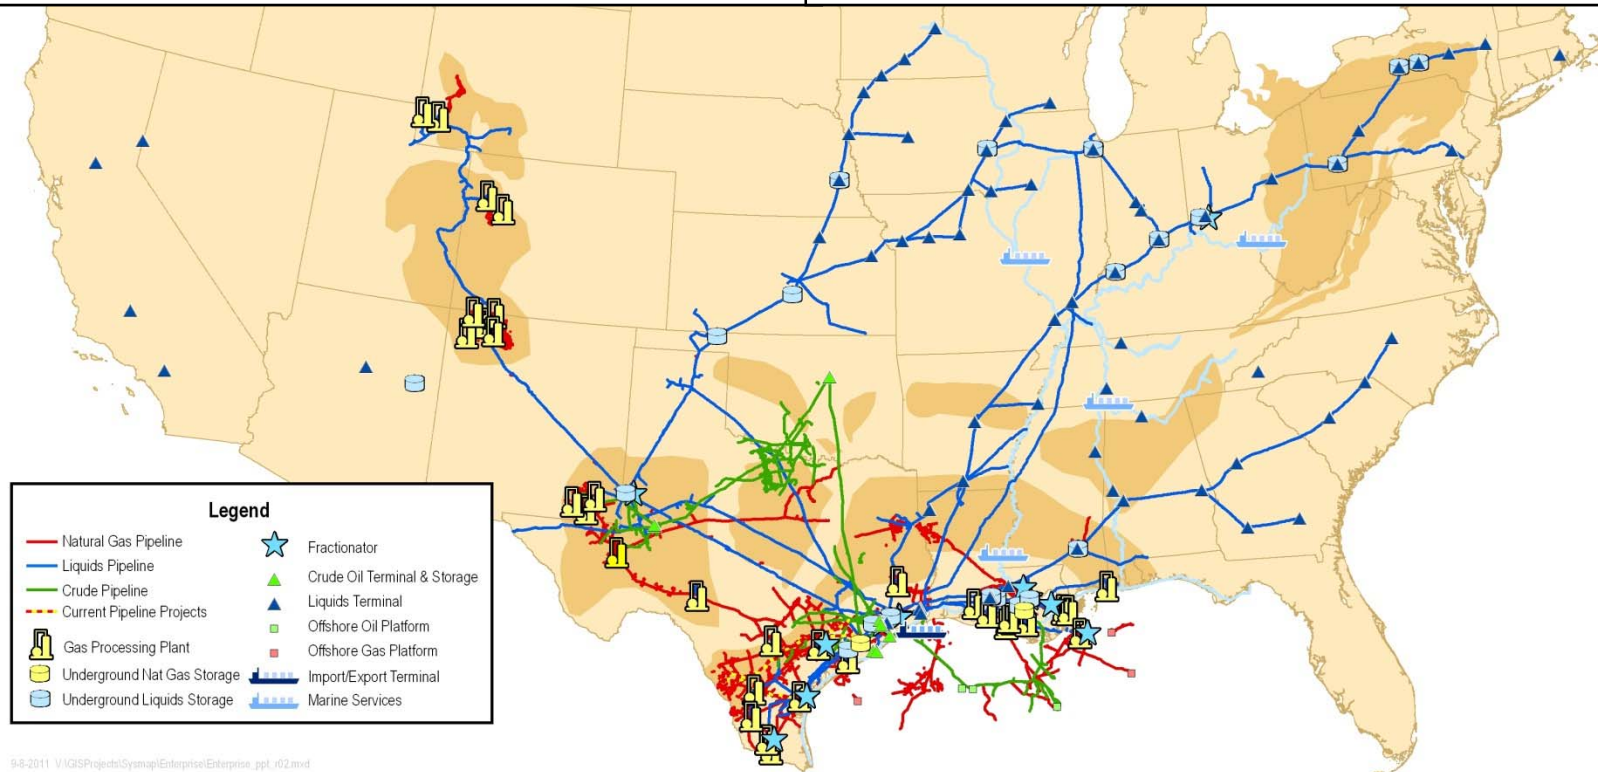 Legend
Natural Gas Pipeline
Liquids Pipeline
Crude Pipeline
Current Pipeline Projects
Gas Processing Plant
Underground Nat Gas Storage
Underground Liquids Storage
Fractionator
Crude Oil Terminal & Storage
Liquids Terminal
Offshore Oil Platform
Offshore Gas Platform
Import/Export Terminal
Marine Services
9-8-2011 V:\GISProjects\Sysmap\Enterprise\Enterprise_ppt_r02.mxd